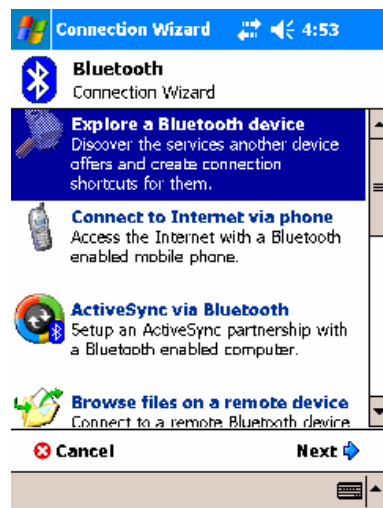 Connection Wizard 4:53
Bluetooth
Connection Wizard
Explore a Bluetooth device
Discover the services another device
offers and create connection
shortcuts for them.
Connect to Internet via phone
Access the Internet with a Bluetooth
enabled mobile phone.
ActiveSync via Bluetooth
Setup an ActiveSync partnership with
a Bluetooth enabled computer.
Browse files on a remote device
Connect to a remote Bluetooth device
Cancel Next